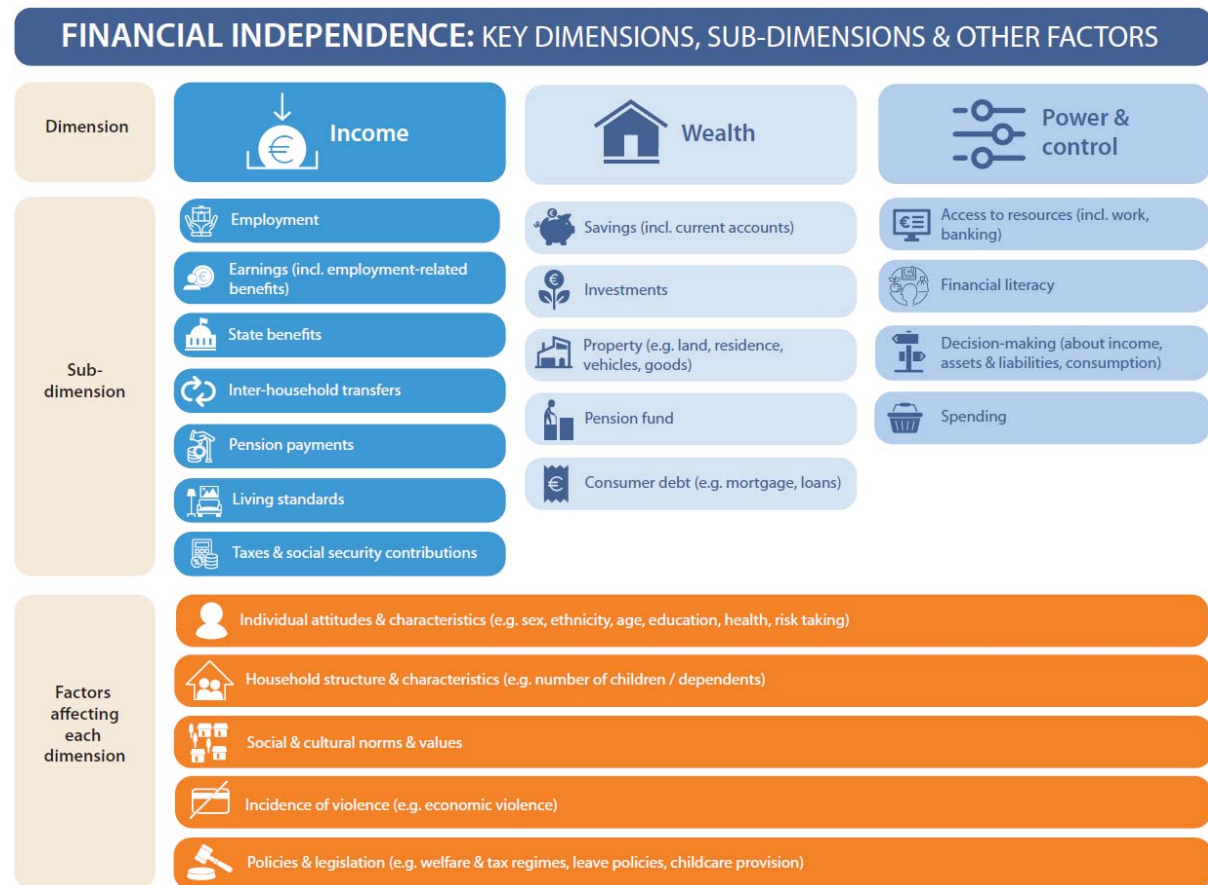 FINANCIAL INDEPENDENCE: KEY DIMENSIONS, SUB-DIMENSIONS & OTHER FACTORS
Dimension
Income
Wealth
Power &
control
Sub-
dimension
Employment
Earnings (incl. employment-related
benefits)
State benefits
Inter-household transfers
Pension payments
Living standards
Taxes & social security contributions
Savings (incl. current accounts)
Investments
Property (e.g. land, residence,
vehicles, goods)
Pension fund
Consumer debt (e.g. mortgage, loans)
Access to resources (incl. work,
banking)
Financial literacy
Decision-making (about income,
assets & liabilities, consumption)
Spending
Factors
affecting
each
dimension
Individual attitudes & characteristics (e.g. sex, ethnicity, age, education, health, risk taking)
Household structure & characteristics (e.g. number of children / dependents)
Social & cultural norms & values
Incidence of violence (e.g. economic violence)
Policies & legislation (e.g. welfare & tax regimes, leave policies, childcare provision)